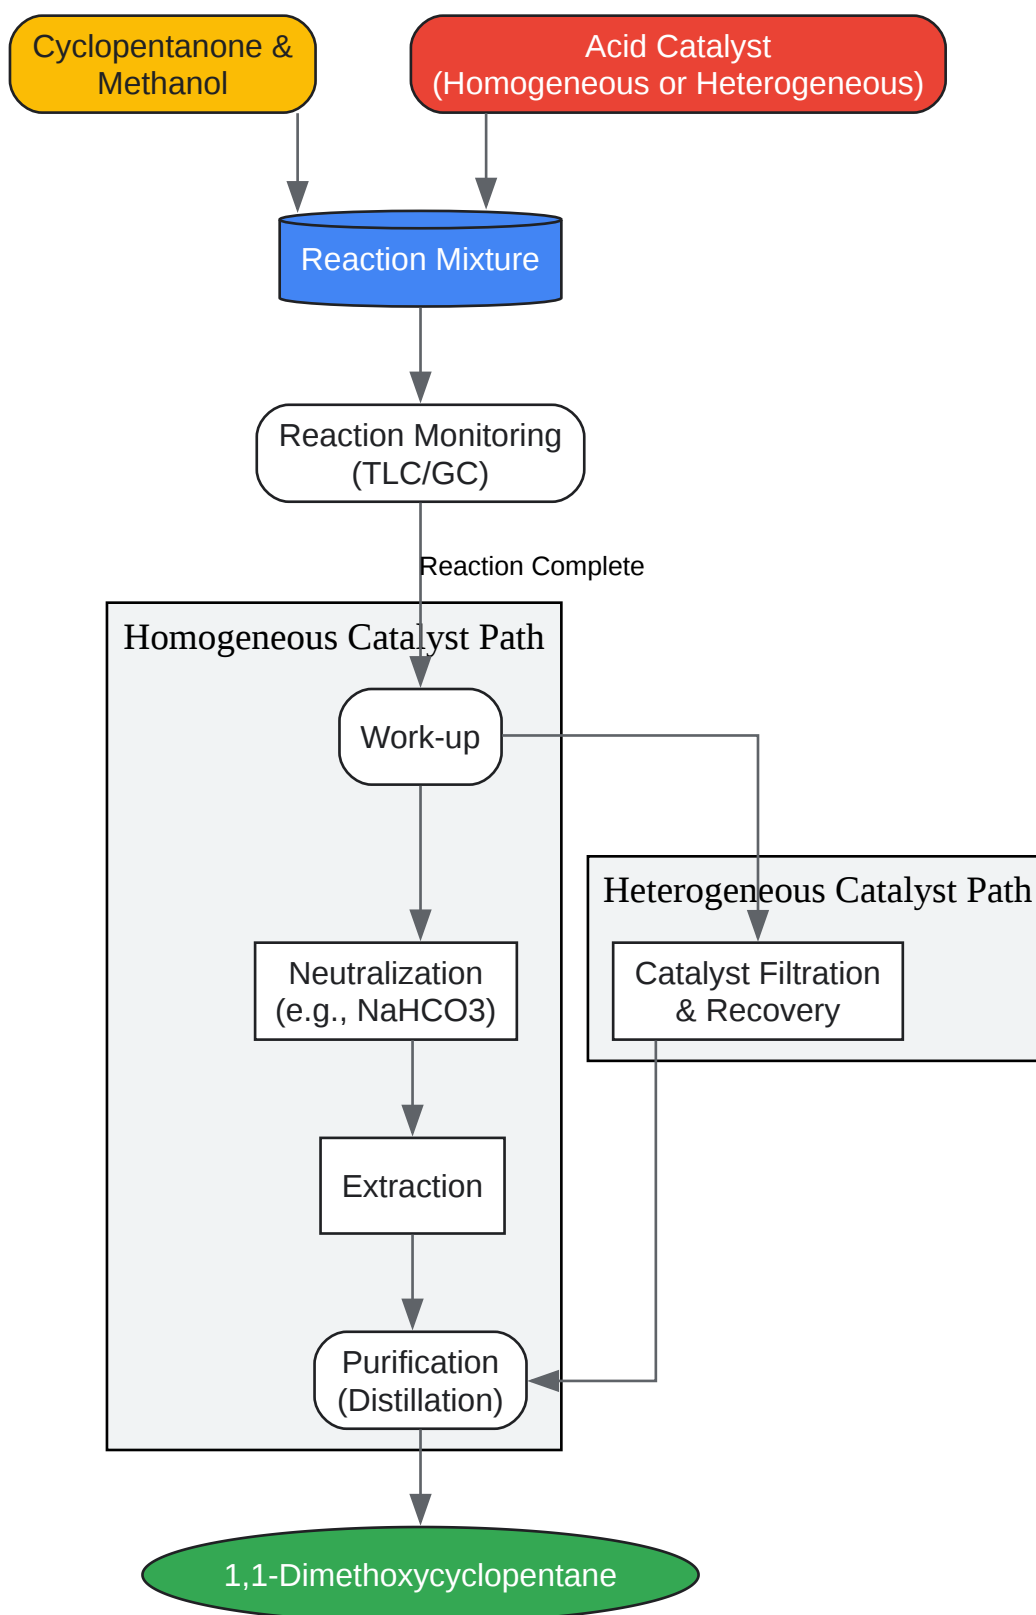 Cyclopentanone &
Methanol
Acid Catalyst
(Homogeneous or Heterogeneous)
Reaction Mixture
Reaction Monitoring
(TLC/GC)
Reaction Complete
Homogeneous Catalyst Path
Work-up
Heterogeneous Catalyst Path
Neutralization
(e.g., NaHCO3)
Catalyst Filtration
& Recovery
Extraction
Purification
(Distillation)
1,1-Dimethoxycyclopentane